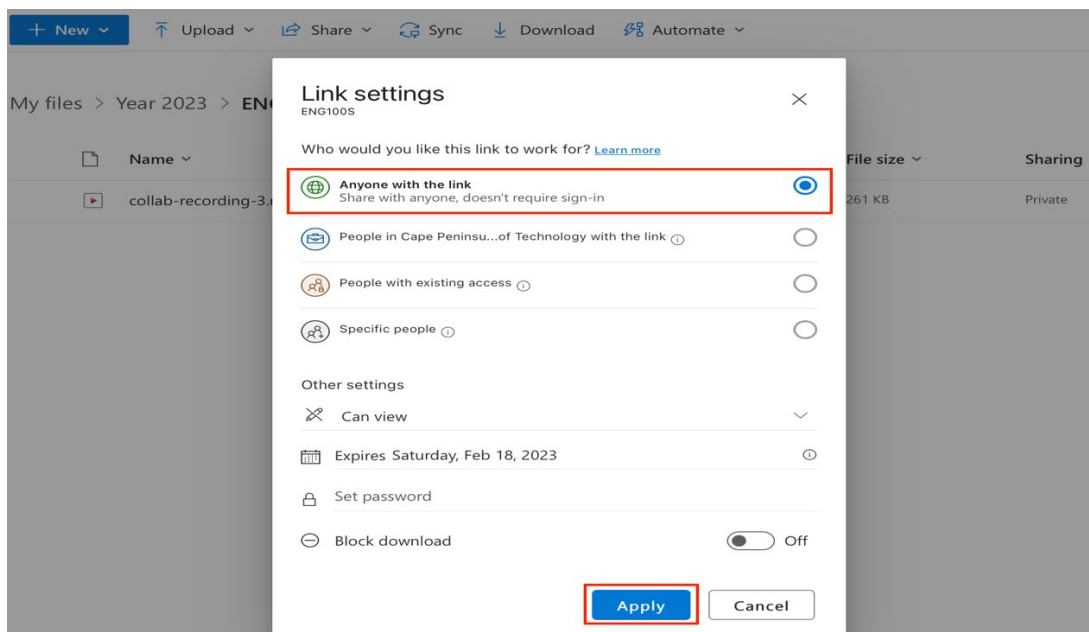 + New Upload Share Sync Download Automate
My files > Year 2023 > EN
Link settings
ENG100S
Who would you like this link to work for? Learn more
Name File size Sharing
Anyone with the link
Share with anyone, doesn't require sign-in
collab-recording-3. 261 KB Private
People in Cape Peninsu...of Technology with the link
People with existing access
Specific people
Other settings
Can view
Expires Saturday, Feb 18, 2023
Set password
Block download Off
Apply Cancel